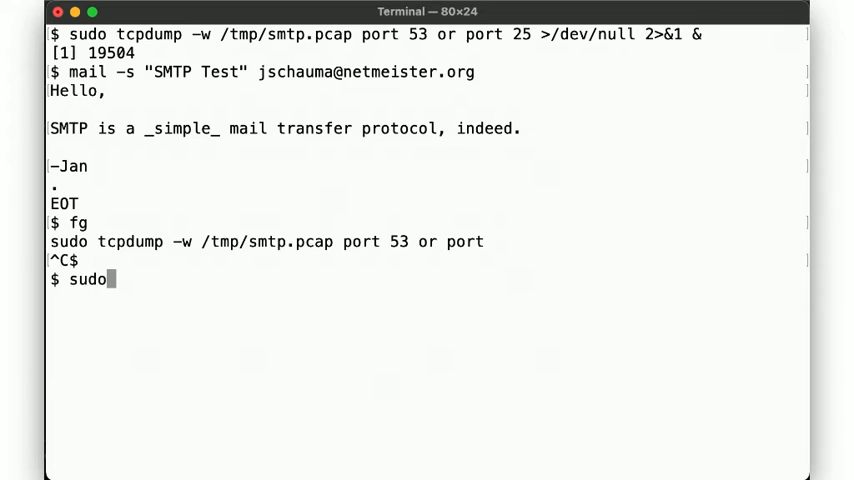 Terminal — 80×24
$ sudo tcpdump -w /tmp/smtp.pcap port 53 or port 25 >/dev/null 2>&1 &
[1] 19504
$ mail -s "SMTP Test" jschauma@netmeister.org
Hello,
SMTP is a _simple_ mail transfer protocol, indeed.
-Jan
.
EOT
$ fg
sudo tcpdump -w /tmp/smtp.pcap port 53 or port
^C$
$ sudo